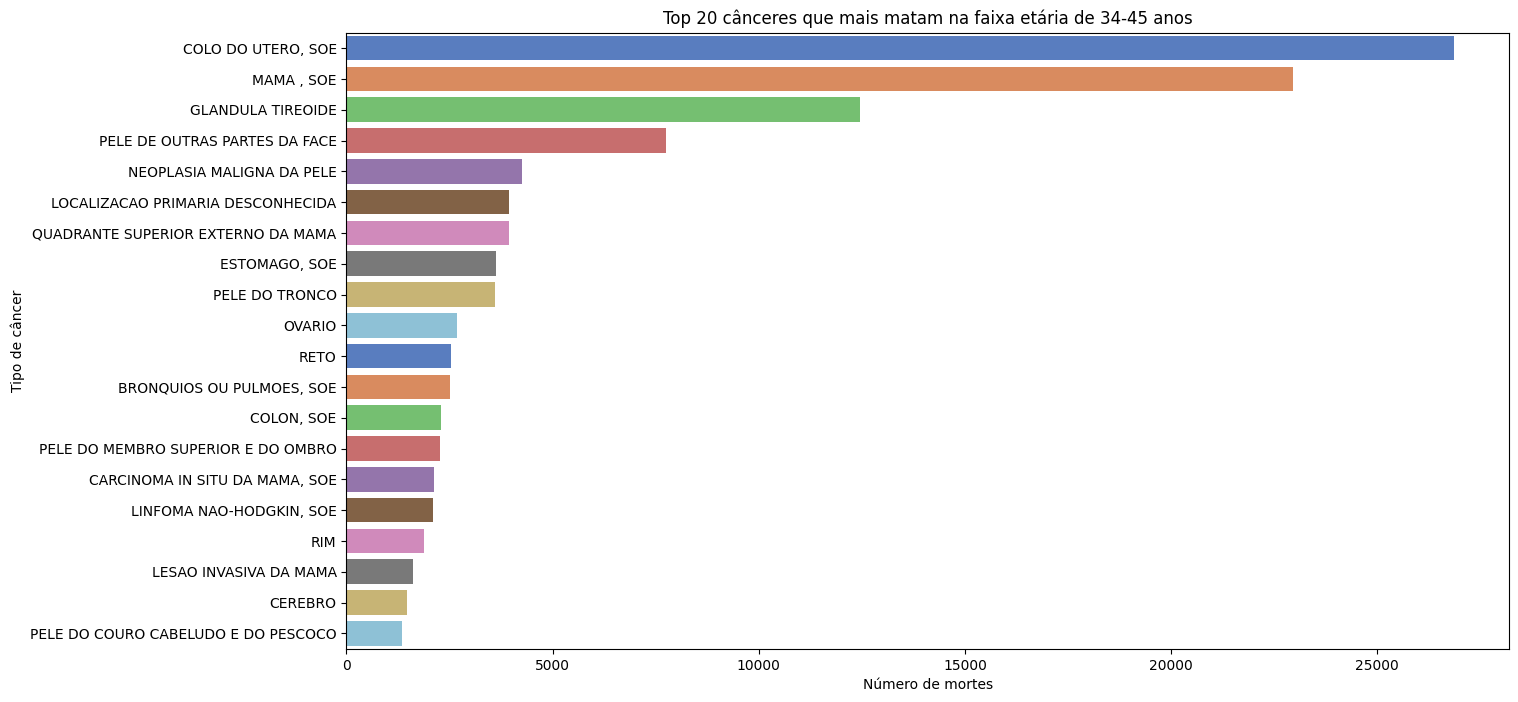 Top 20 cânceres que mais matam na faixa etária de 34-45 anos
Tipo de câncer
COLO DO UTERO, SOE
MAMA , SOE
GLANDULA TIREOIDE
PELE DE OUTRAS PARTES DA FACE
NEOPLASIA MALIGNA DA PELE
LOCALIZACAO PRIMARIA DESCONHECIDA
QUADRANTE SUPERIOR EXTERNO DA MAMA
ESTOMAGO, SOE
PELE DO TRONCO
OVARIO
RETO
BRONQUIOS OU PULMOES, SOE
COLON, SOE
PELE DO MEMBRO SUPERIOR E DO OMBRO
CARCINOMA IN SITU DA MAMA, SOE
LINFOMA NAO-HODGKIN, SOE
RIM
LESAO INVASIVA DA MAMA
CEREBRO
PELE DO COURO CABELUDO E DO PESCOCO
0 5000 10000 15000 20000 25000
Número de mortes